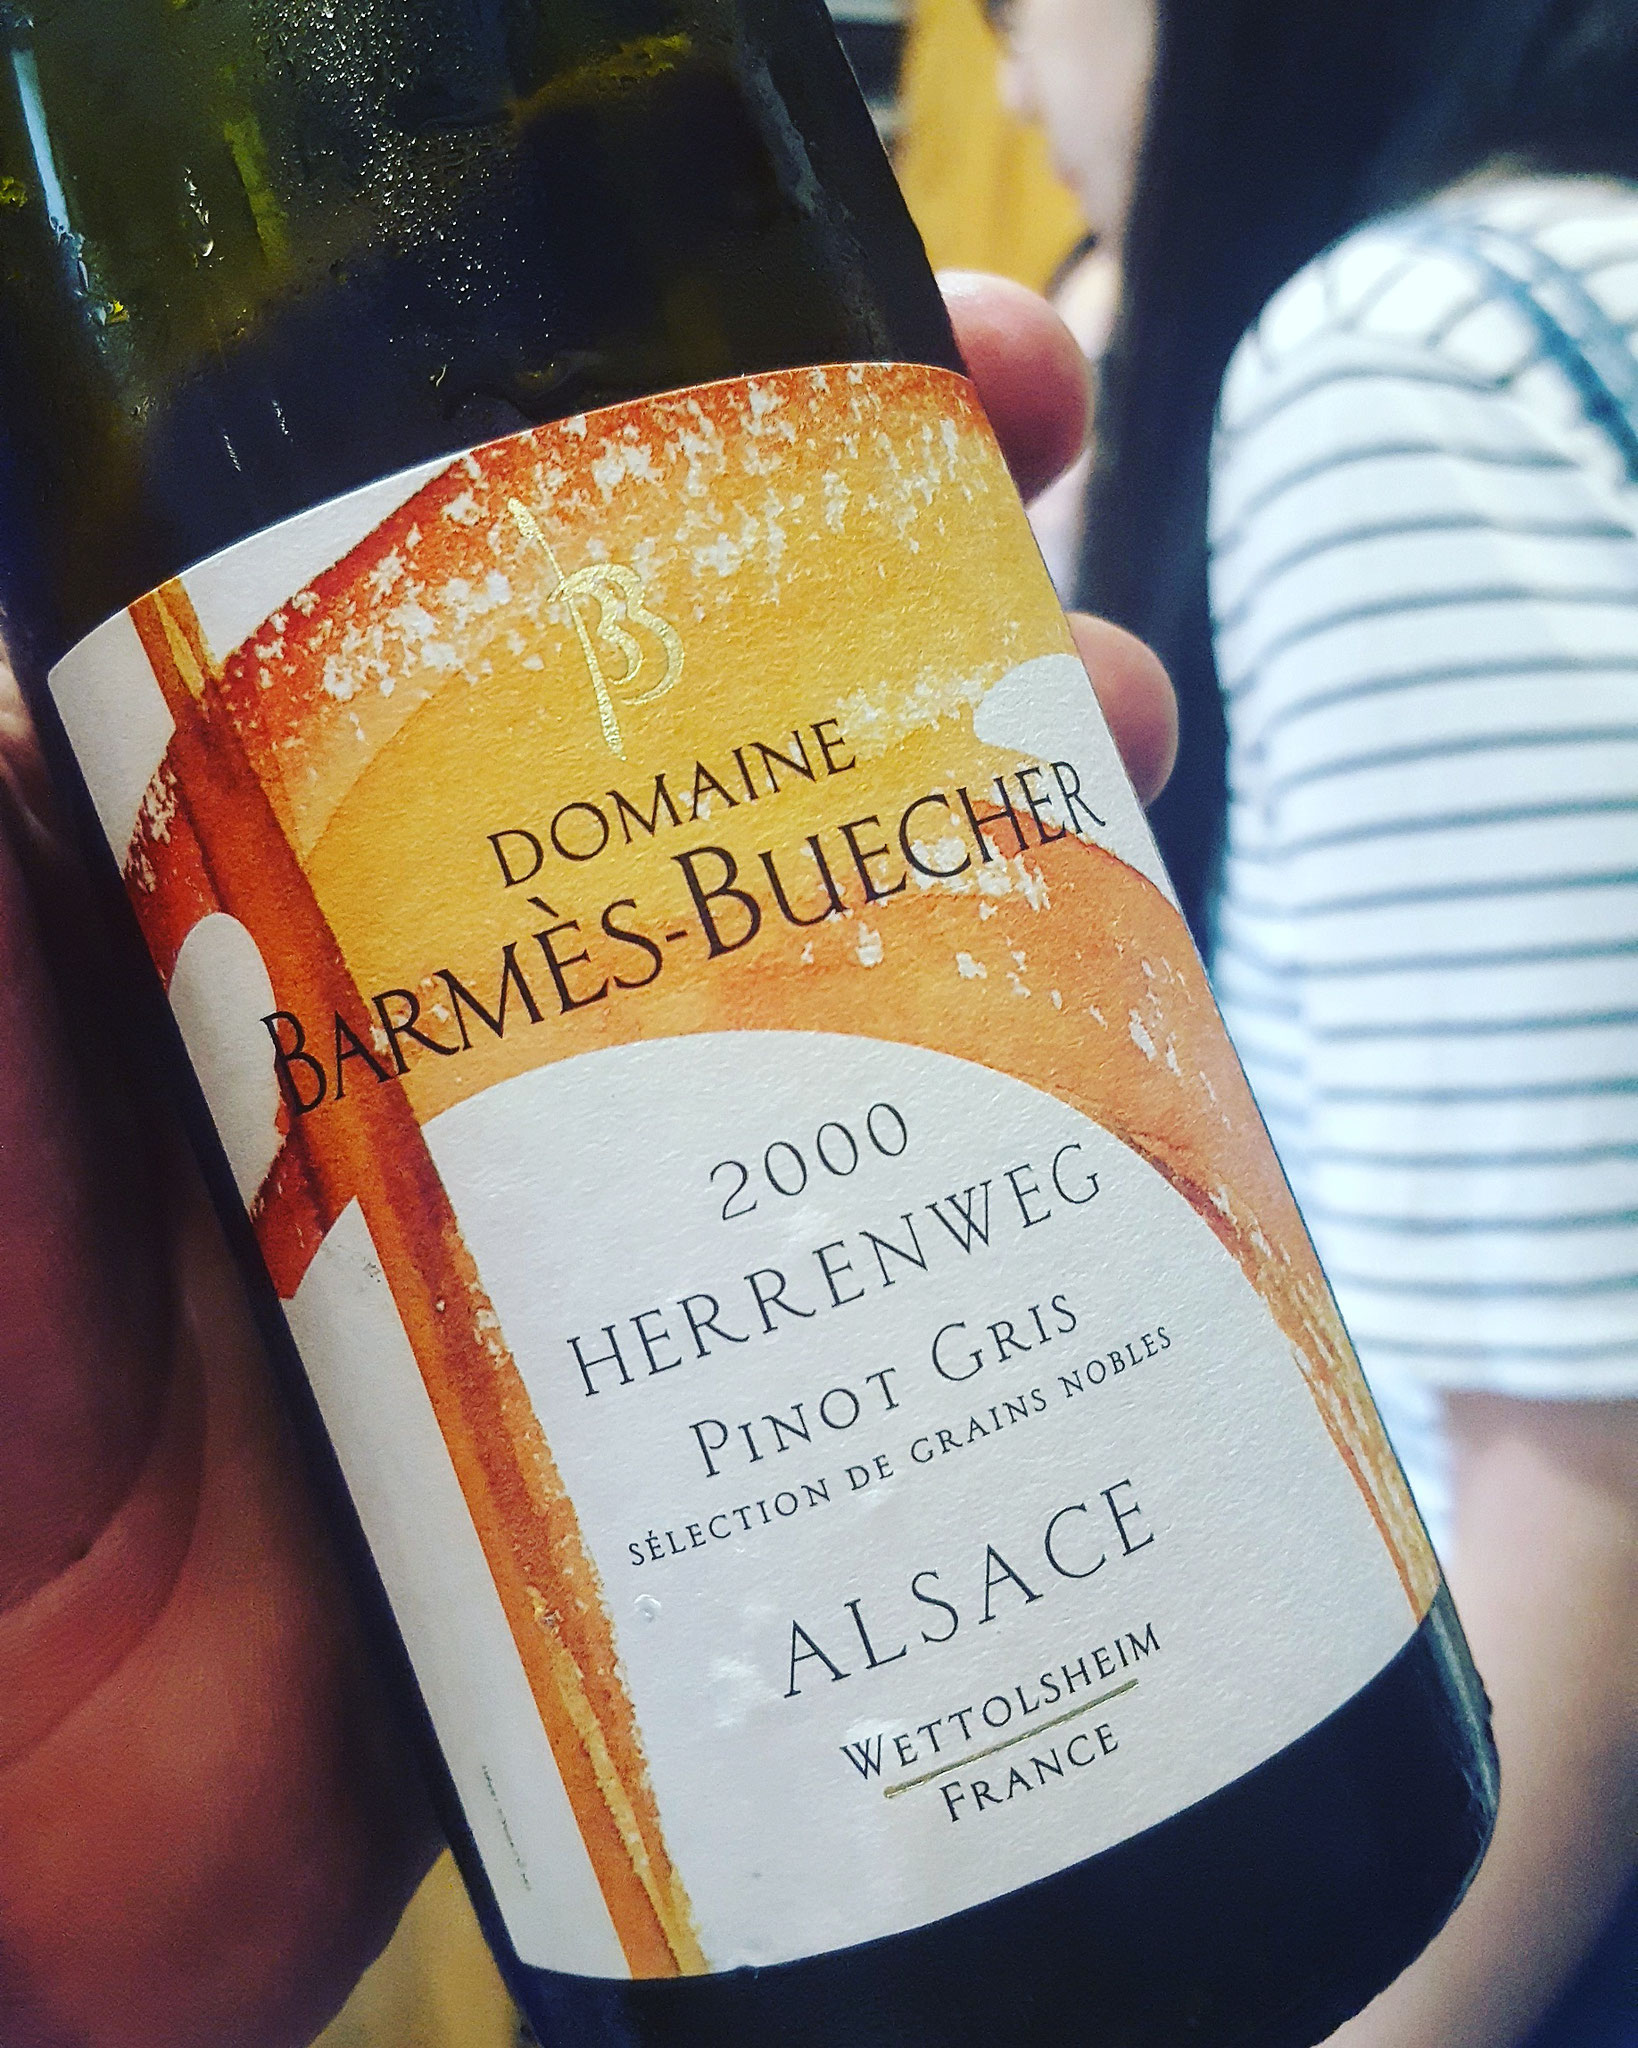 B
DOMAINE
BARMÈS-BUECHER
2000
HERRENWEG
PINOT GRIS
SÉLECTION DE GRAINS NOBLES
ALSACE
WETTOLSHEIM
FRANCE